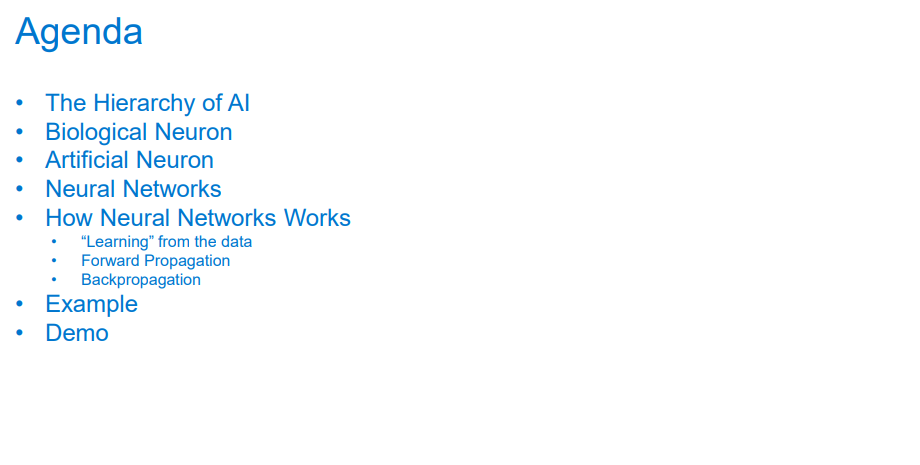 Agenda
• The Hierarchy of AI
• Biological Neuron
• Artificial Neuron
• Neural Networks
• How Neural Networks Works
• “Learning” from the data
• Forward Propagation
• Backpropagation
• Example
• Demo